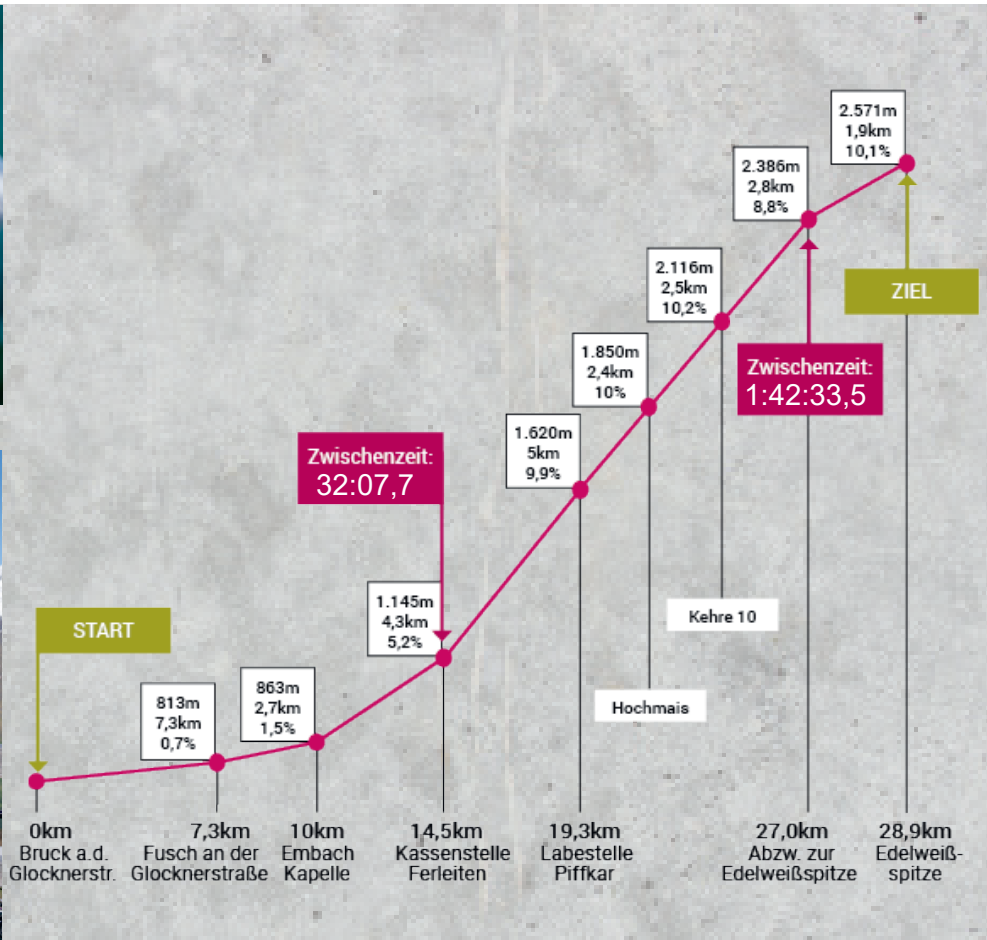 2.571m
1,9km
10,1%
2.386m
2,8km
8,8%
ZIEL
2.116m
2,5km
10,2%
Zwischenzeit:
1:42:33,5
1.850m
2,4km
10%
1.620m
5km
9,9%
Zwischenzeit:
32:07,7
1.145m
4,3km
5,2%
Kehre 10
START
Hochmais
813m
7,3km
0,7%
863m
2,7km
1,5%
0km
Bruck a.d.
Glocknerstr.
7,3km
Fusch an der
Glocknerstraße
10km
Embach
Kapelle
14,5km
Kassenstelle
Ferleiten
19,3km
Labestelle
Piffkar
27,0km
Abzw. zur
Edelweißspitze
28,9km
Edelweiß-
spitze